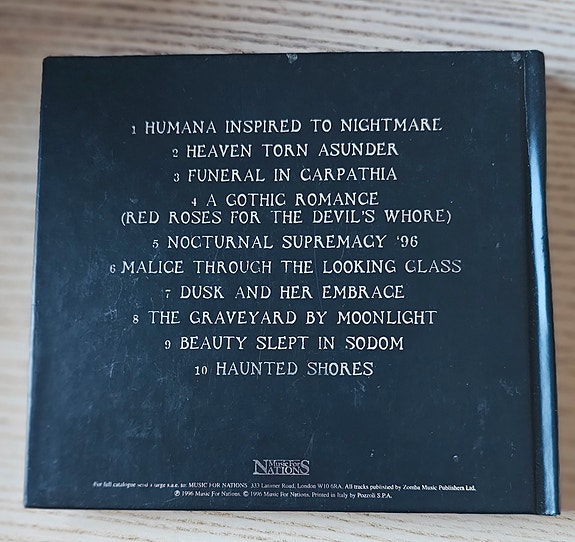 1 HUMANA INSPIRED TO NIGHTMARE
2 HEAVEN TORN ASUNDER
3 FUNERAL IN CARPATHIA
4 A GOTHIC ROMANCE
(RED ROSES FOR THE DEVIL'S WHORE)
5 NOCTURNAL SUPREMACY '96
6 MALICE THROUGH THE LOOKING GLASS
7 DUSK AND HER EMBRACE
8 THE GRAVEYARD BY MOONLIGHT
9 BEAUTY SLEPT IN SODOM
10 HAUNTED SHORES
Music For
NATIONS
For full catalogue send a large s.a.e. to: MUSIC FOR NATIONS 333 Latimer Road, London W10 6RA. All tracks published by Zomba Music Publishers Ltd.
℗ 1996 Music For Nations. © 1996 Music For Nations. Printed in Italy by Pozzoli S.P.A.